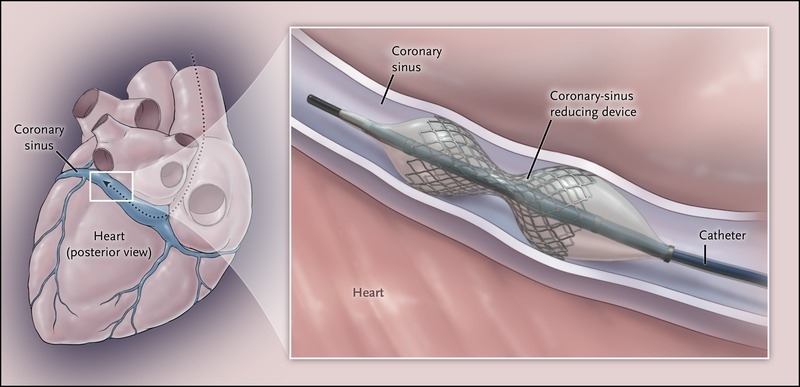 Coronary
sinus
Heart
(posterior view)
Coronary
sinus
Coronary-sinus
reducing device
Catheter
Heart